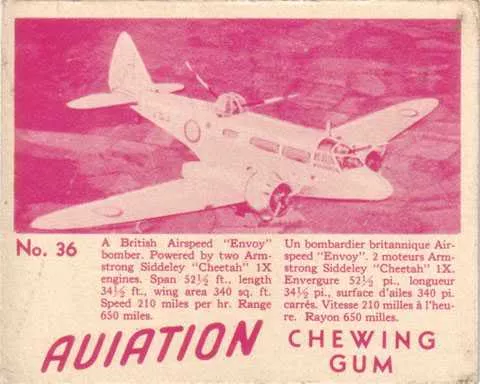 No. 36
A British Airspeed "Envoy"
bomber. Powered by two Arm-
strong Siddeley "Cheetah" 1X
engines. Span 52½ ft., length
34½ ft., wing area 340 sq. ft.
Speed 210 miles per hr. Range
650 miles.
Un bombardier britannique Air-
speed "Envoy". 2 moteurs Arm-
strong Siddeley "Cheetah" 1X.
Envergure 52½ pi., longueur
34½ pi., surface d'ailes 340 pi.
carrés. Vitesse 210 milles à l'heu-
re. Rayon 650 milles.
AVIATION CHEWING
GUM